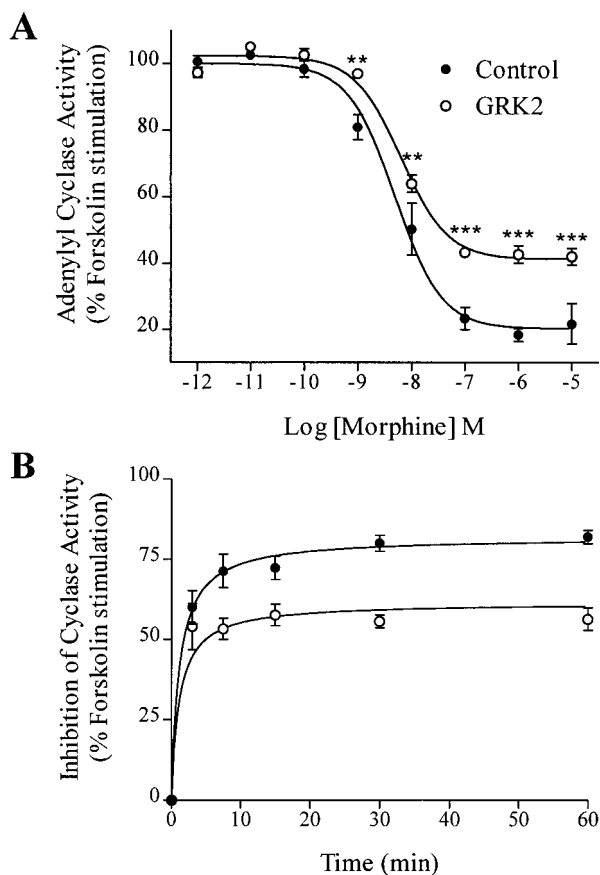 A
Adenylyl Cyclase Activity
(% Forskolin stimulation)
100
80
60
40
20
** 
**
***
***
***
Control
GRK2
-12 -11 -10 -9 -8 -7 -6 -5
Log [Morphine] M
B
Inhibition of Cyclase Activity
(% Forskolin stimulation)
100
75
50
25
0
0 10 20 30 40 50 60
Time (min)